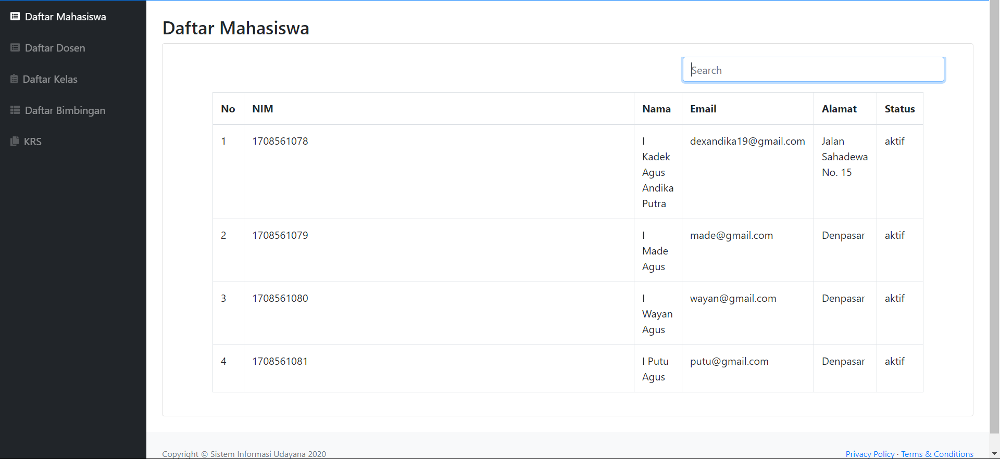 Daftar Mahasiswa
Daftar Dosen
Daftar Kelas
Daftar Bimbingan
KRS
Daftar Mahasiswa
Search
No NIM Nama Email Alamat Status
1 1708561078 I dexandika19@gmail.com Jalan aktif
Kadek Sahadewa
Agus No. 15
Andika
Putra
2 1708561079 I made@gmail.com Denpasar aktif
Made
Agus
3 1708561080 I wayan@gmail.com Denpasar aktif
Wayan
Agus
4 1708561081 I Putu putu@gmail.com Denpasar aktif
Agus
Copyright © Sistem Informasi Udayana 2020 Privacy Policy · Terms & Conditions